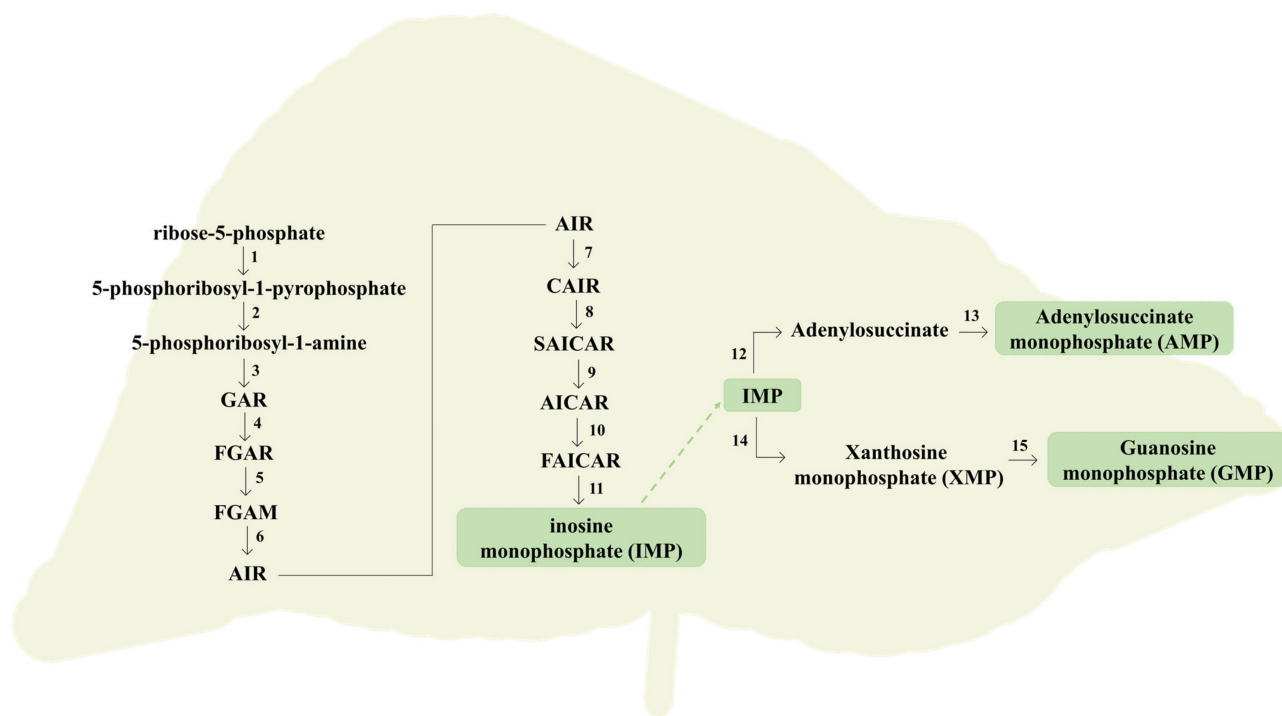 ribose-5-phosphate
1
5-phosphoribosyl-1-pyrophosphate
2
5-phosphoribosyl-1-amine
3
GAR
4
FGAR
5
FGAM
6
AIR
AIR
7
CAIR
8
SAICAR
9
AICAR
10
FAICAR
11
inosine
monophosphate (IMP)
IMP
12
Adenylosuccinate
13
Adenylosuccinate
monophosphate (AMP)
14
Xanthosine
monophosphate (XMP)
15
Guanosine
monophosphate (GMP)